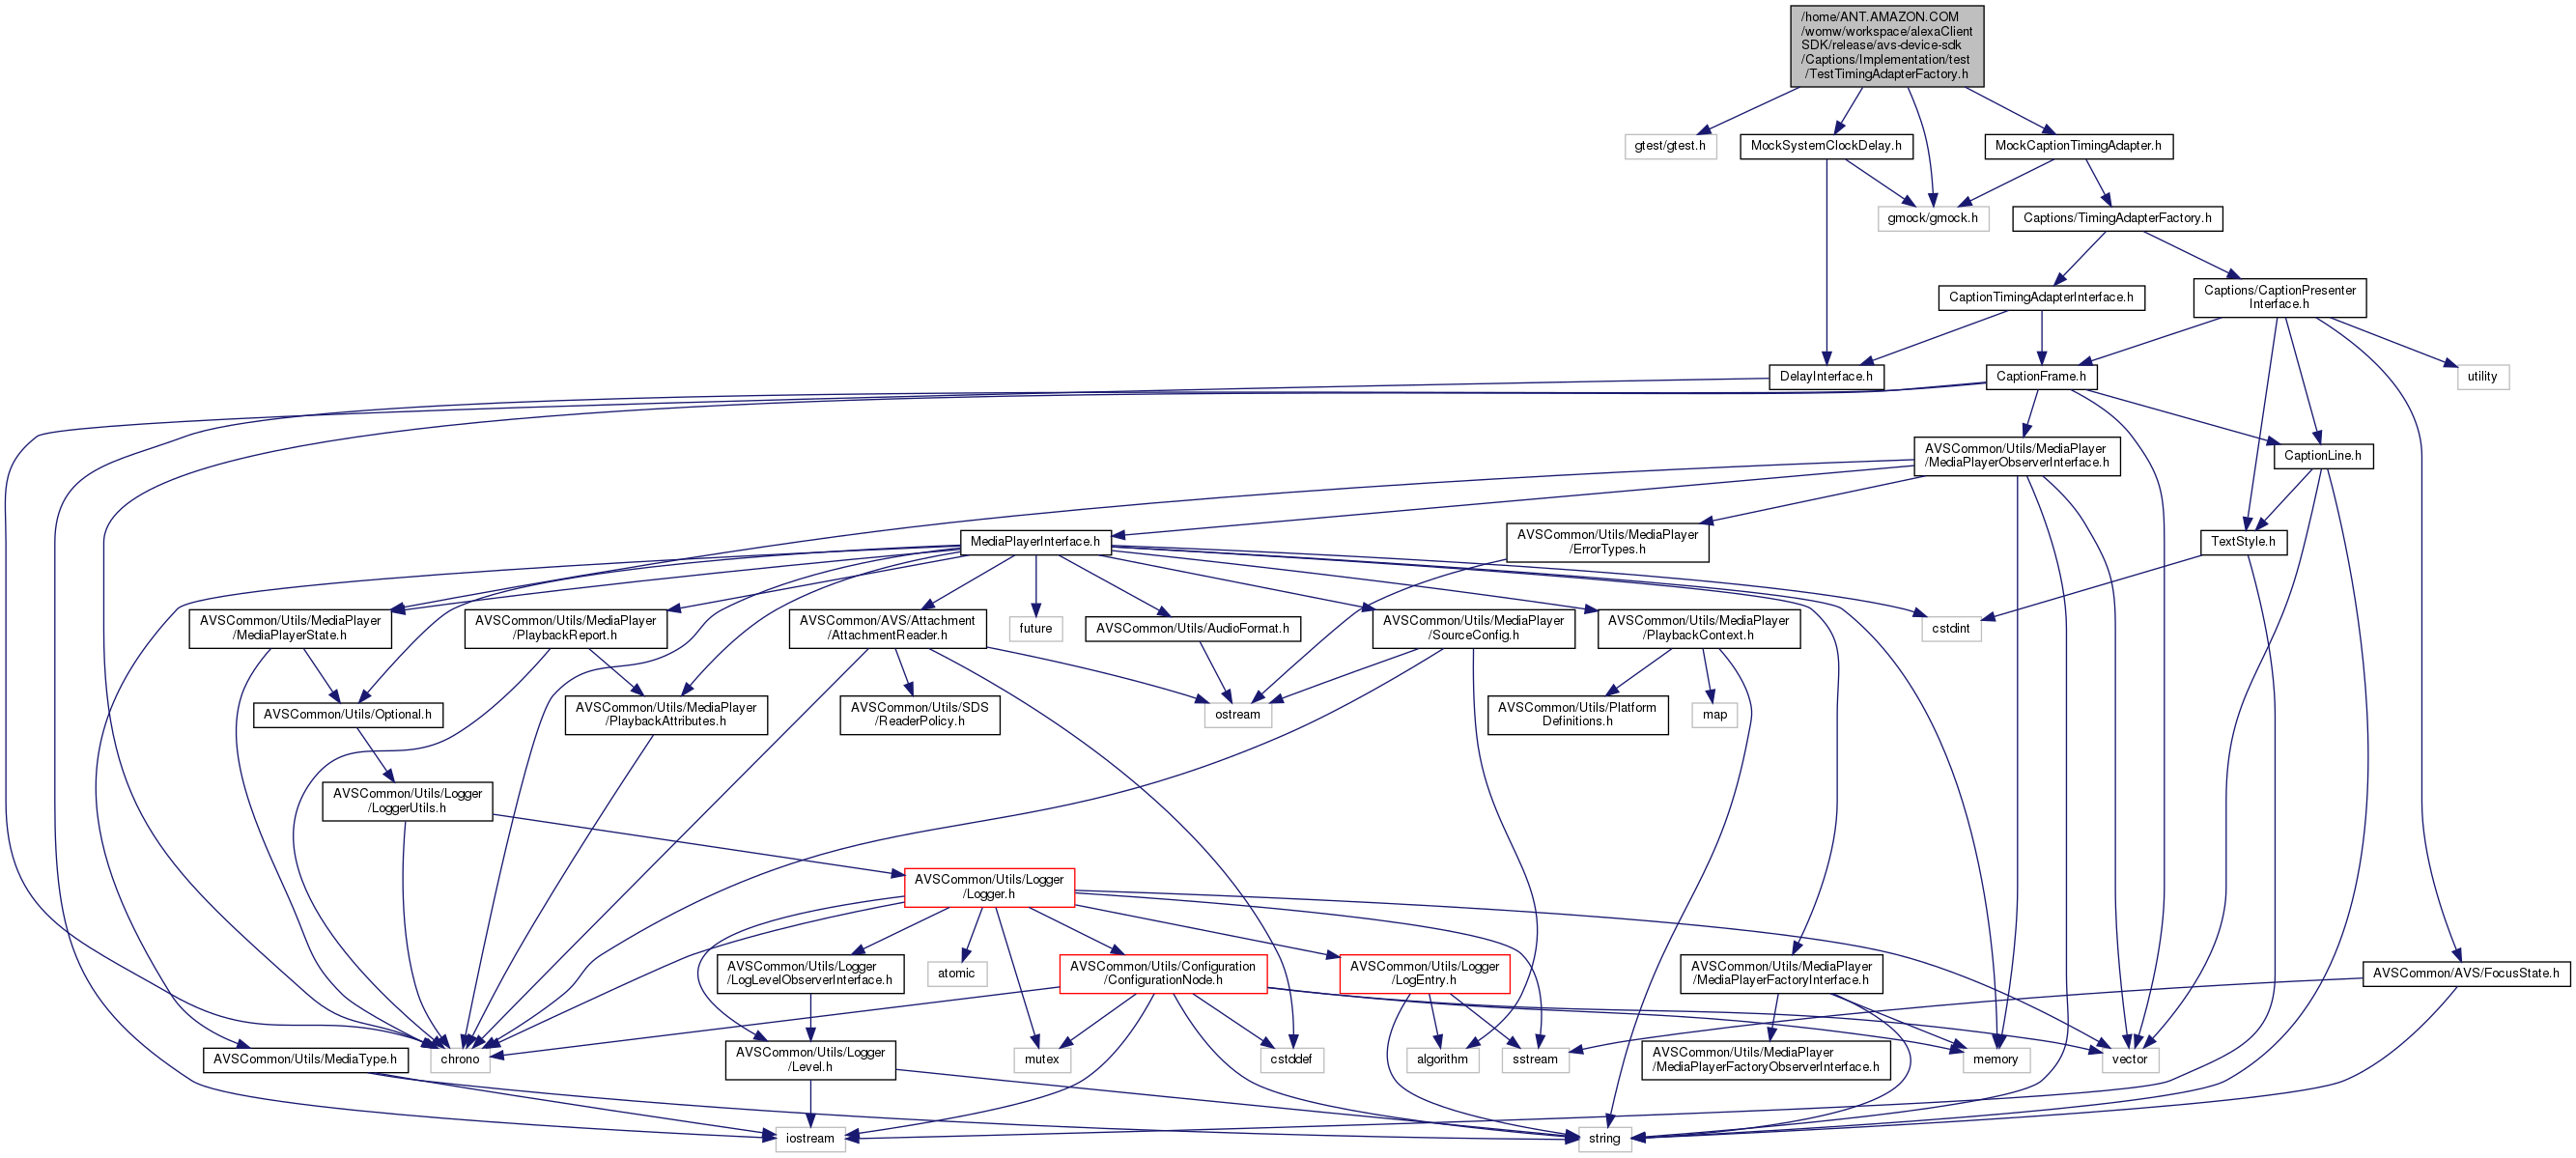 /home/ANT.AMAZON.COM
/womw/workspace/alexaClient
SDK/release/avs-device-sdk
/Captions/Implementation/test
/TestTimingAdapterFactory.h
gtest/gtest.h
MockSystemClockDelay.h
MockCaptionTimingAdapter.h
gmock/gmock.h
Captions/TimingAdapterFactory.h
CaptionTimingAdapterInterface.h
Captions/CaptionPresenter
Interface.h
DelayInterface.h
CaptionFrame.h
utility
AVSCommon/Utils/MediaPlayer
/MediaPlayerObserverInterface.h
CaptionLine.h
MediaPlayerInterface.h
AVSCommon/Utils/MediaPlayer
/ErrorTypes.h
TextStyle.h
AVSCommon/Utils/MediaPlayer
/MediaPlayerState.h
AVSCommon/Utils/MediaPlayer
/PlaybackReport.h
AVSCommon/AVS/Attachment
/AttachmentReader.h
future
AVSCommon/Utils/AudioFormat.h
AVSCommon/Utils/MediaPlayer
/SourceConfig.h
AVSCommon/Utils/MediaPlayer
/PlaybackContext.h
cstdint
AVSCommon/Utils/Optional.h
AVSCommon/Utils/MediaPlayer
/PlaybackAttributes.h
AVSCommon/Utils/SDS
/ReaderPolicy.h
ostream
AVSCommon/Utils/Platform
Definitions.h
map
AVSCommon/Utils/Logger
/LoggerUtils.h
AVSCommon/Utils/Logger
/Logger.h
AVSCommon/Utils/Logger
/LogLevelObserverInterface.h
atomic
AVSCommon/Utils/Configuration
/ConfigurationNode.h
AVSCommon/Utils/Logger
/LogEntry.h
AVSCommon/Utils/MediaPlayer
/MediaPlayerFactoryInterface.h
AVSCommon/AVS/FocusState.h
AVSCommon/Utils/MediaType.h
chrono
AVSCommon/Utils/Logger
/Level.h
mutex
cstddef
algorithm
sstream
AVSCommon/Utils/MediaPlayer
/MediaPlayerFactoryObserverInterface.h
memory
vector
iostream
string